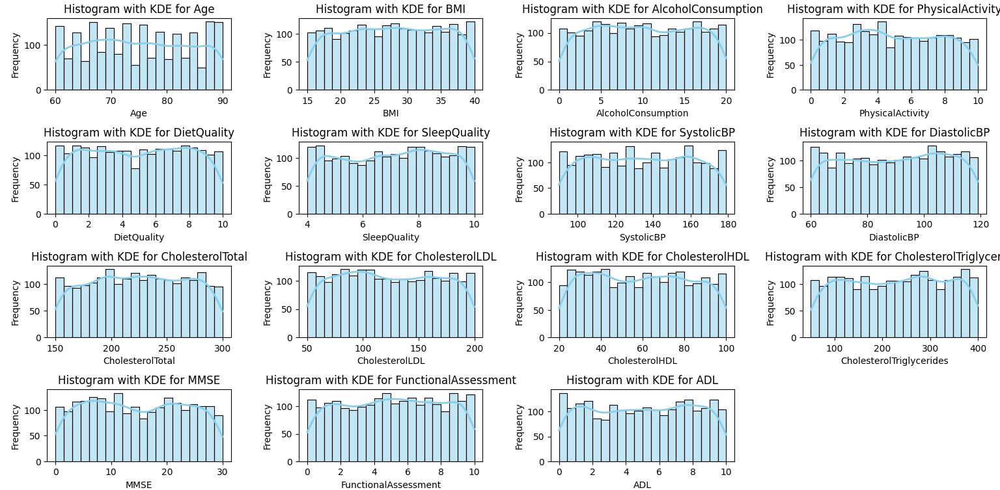 Histogram with KDE for Age
Frequency
100
0
60 70 80 90
Age
Histogram with KDE for BMI
Frequency
100
50
0
15 20 25 30 35 40
BMI
Histogram with KDE for AlcoholConsumption
Frequency
100
50
0
0 5 10 15 20
AlcoholConsumption
Histogram with KDE for PhysicalActivity
Frequency
100
50
0
0 2 4 6 8 10
PhysicalActivity
Histogram with KDE for DietQuality
Frequency
100
50
0
0 2 4 6 8 10
DietQuality
Histogram with KDE for SleepQuality
Frequency
100
50
0
4 6 8 10
SleepQuality
Histogram with KDE for SystolicBP
Frequency
100
50
0
100 120 140 160 180
SystolicBP
Histogram with KDE for DiastolicBP
Frequency
100
50
0
60 80 100 120
DiastolicBP
Histogram with KDE for CholesterolTotal
Frequency
100
50
0
150 200 250 300
CholesterolTotal
Histogram with KDE for CholesterolLDL
Frequency
100
50
0
50 100 150 200
CholesterolLDL
Histogram with KDE for CholesterolHDL
Frequency
100
50
0
20 40 60 80 100
CholesterolHDL
Histogram with KDE for CholesterolTriglycer
Frequency
100
50
0
100 200 300 400
CholesterolTriglycerides
Histogram with KDE for MMSE
Frequency
100
50
0
0 10 20 30
MMSE
Histogram with KDE for FunctionalAssessment
Frequency
100
50
0
0 2 4 6 8 10
FunctionalAssessment
Histogram with KDE for ADL
Frequency
100
50
0
0 2 4 6 8 10
ADL